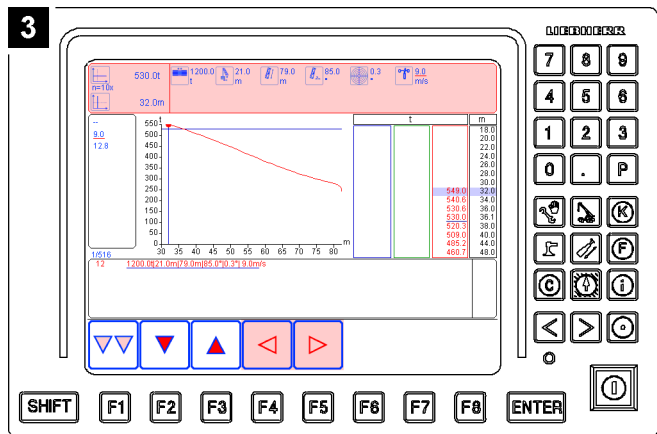 3
LIEBHERR
530.0t
n=10x
32.0m
1200.0
t
21.0
m
79.0
m
85.0
°
0.3
°
9.0
m/s
--
9.0
12.8
1/516
t
550
500
450
400
350
300
250
200
150
100
50
0
30 35 40 45 50 55 60 65 70 75 80
m
t
m
18.0
20.0
22.0
24.0
26.0
28.0
30.0
549.0 32.0
540.6 34.0
530.6 36.0
530.0 36.1
520.3 38.0
509.0 40.0
485.2 44.0
460.7 48.0
12 1200.0t|21.0m|79.0m|85.0°|0.3°| 9.0m/s
7 8 9
4 5 6
1 2 3
0 . P
K
F
C i
SHIFT F1 F2 F3 F4 F5 F6 F7 F8 ENTER